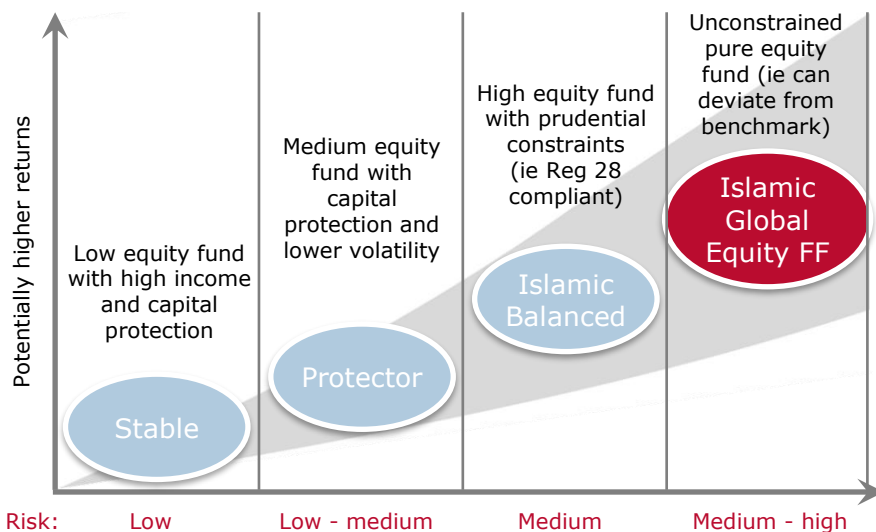 Potentially higher returns
Low equity fund
with high income
and capital
protection
Stable
Medium equity
fund with
capital
protection and
lower volatility
Protector
High equity fund
with prudential
constraints
(ie Reg 28
compliant)
Islamic
Balanced
Unconstrained
pure equity
fund (ie can
deviate from
benchmark)
Islamic
Global
Equity FF
Risk: Low Low - medium Medium Medium - high